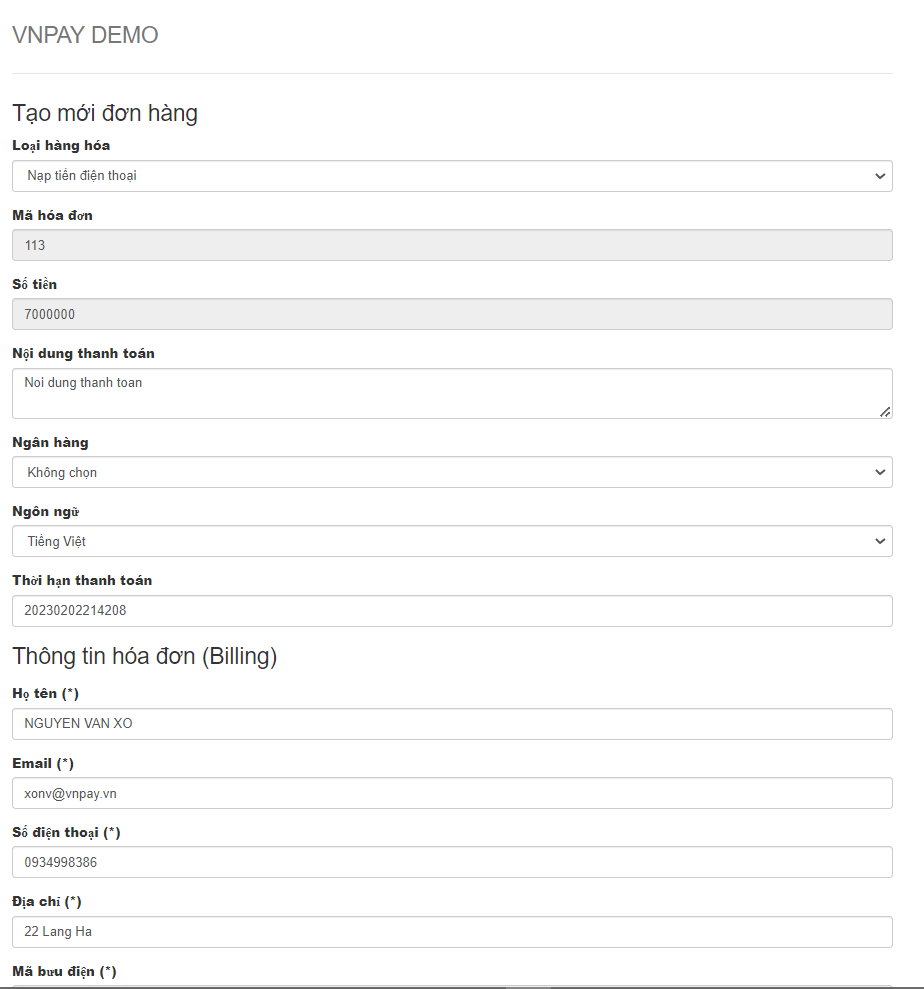 VNPAY DEMO
Tạo mới đơn hàng
Loại hàng hóa
Nạp tiền điện thoại
Mã hóa đơn
113
Số tiền
7000000
Nội dung thanh toán
Noi dung thanh toan
Ngân hàng
Không chọn
Ngôn ngữ
Tiếng Việt
Thời hạn thanh toán
20230202214208
Thông tin hóa đơn (Billing)
Họ tên (*)
NGUYEN VAN XO
Email (*)
xonv@vnpay.vn
Số điện thoại (*)
0934998386
Địa chỉ (*)
22 Lang Ha
Mã bưu điện (*)